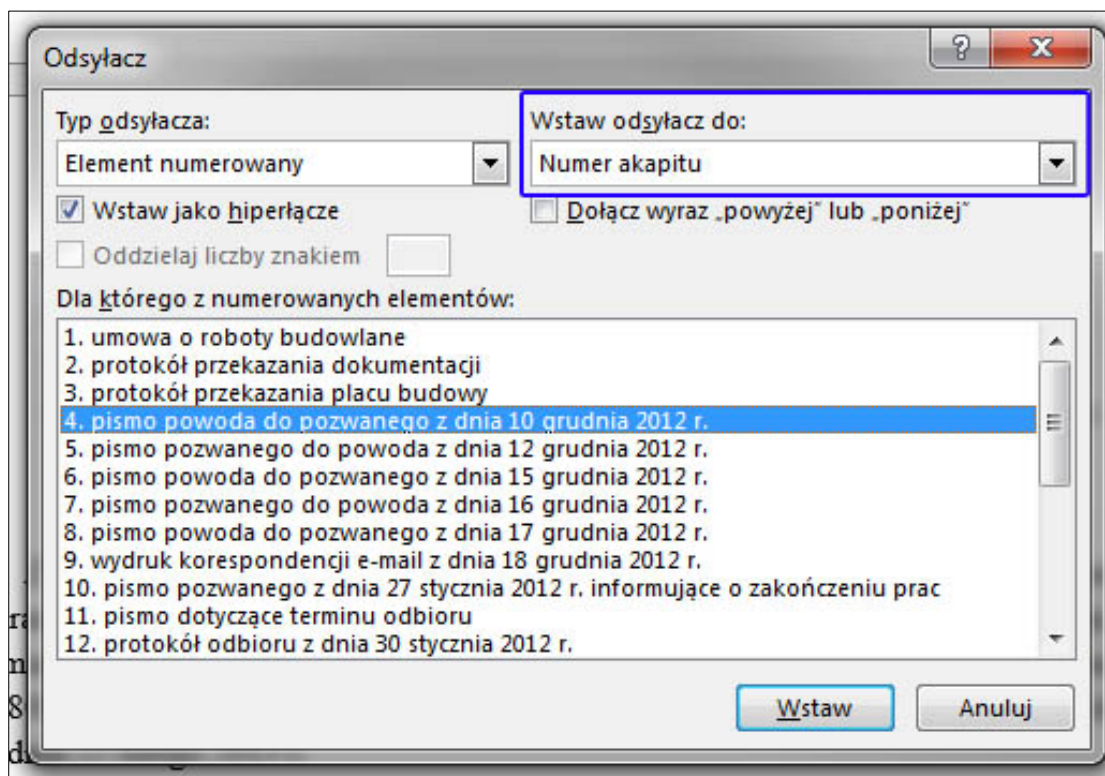 Odsyłacz
Typ odsyłacza:
Wstaw odsyłacz do:
Element numerowany
Numer akapitu
Wstaw jako hiperłącze
Dołącz wyraz „powyżej” lub „poniżej”
Oddzielaj liczby znakiem
Dla którego z numerowanych elementów:
1. umowa o roboty budowlane
2. protokół przekazania dokumentacji
3. protokół przekazania placu budowy
4. pismo powoda do pozwanego z dnia 10 grudnia 2012 r.
5. pismo pozwanego do powoda z dnia 12 grudnia 2012 r.
6. pismo powoda do pozwanego z dnia 15 grudnia 2012 r.
7. pismo pozwanego do powoda z dnia 16 grudnia 2012 r.
8. pismo powoda do pozwanego z dnia 17 grudnia 2012 r.
9. wydruk korespondencji e-mail z dnia 18 grudnia 2012 r.
10. pismo pozwanego z dnia 27 stycznia 2012 r. informujące o zakończeniu prac
11. pismo dotyczące terminu odbioru
12. protokół odbioru z dnia 30 stycznia 2012 r.
Wstaw
Anuluj